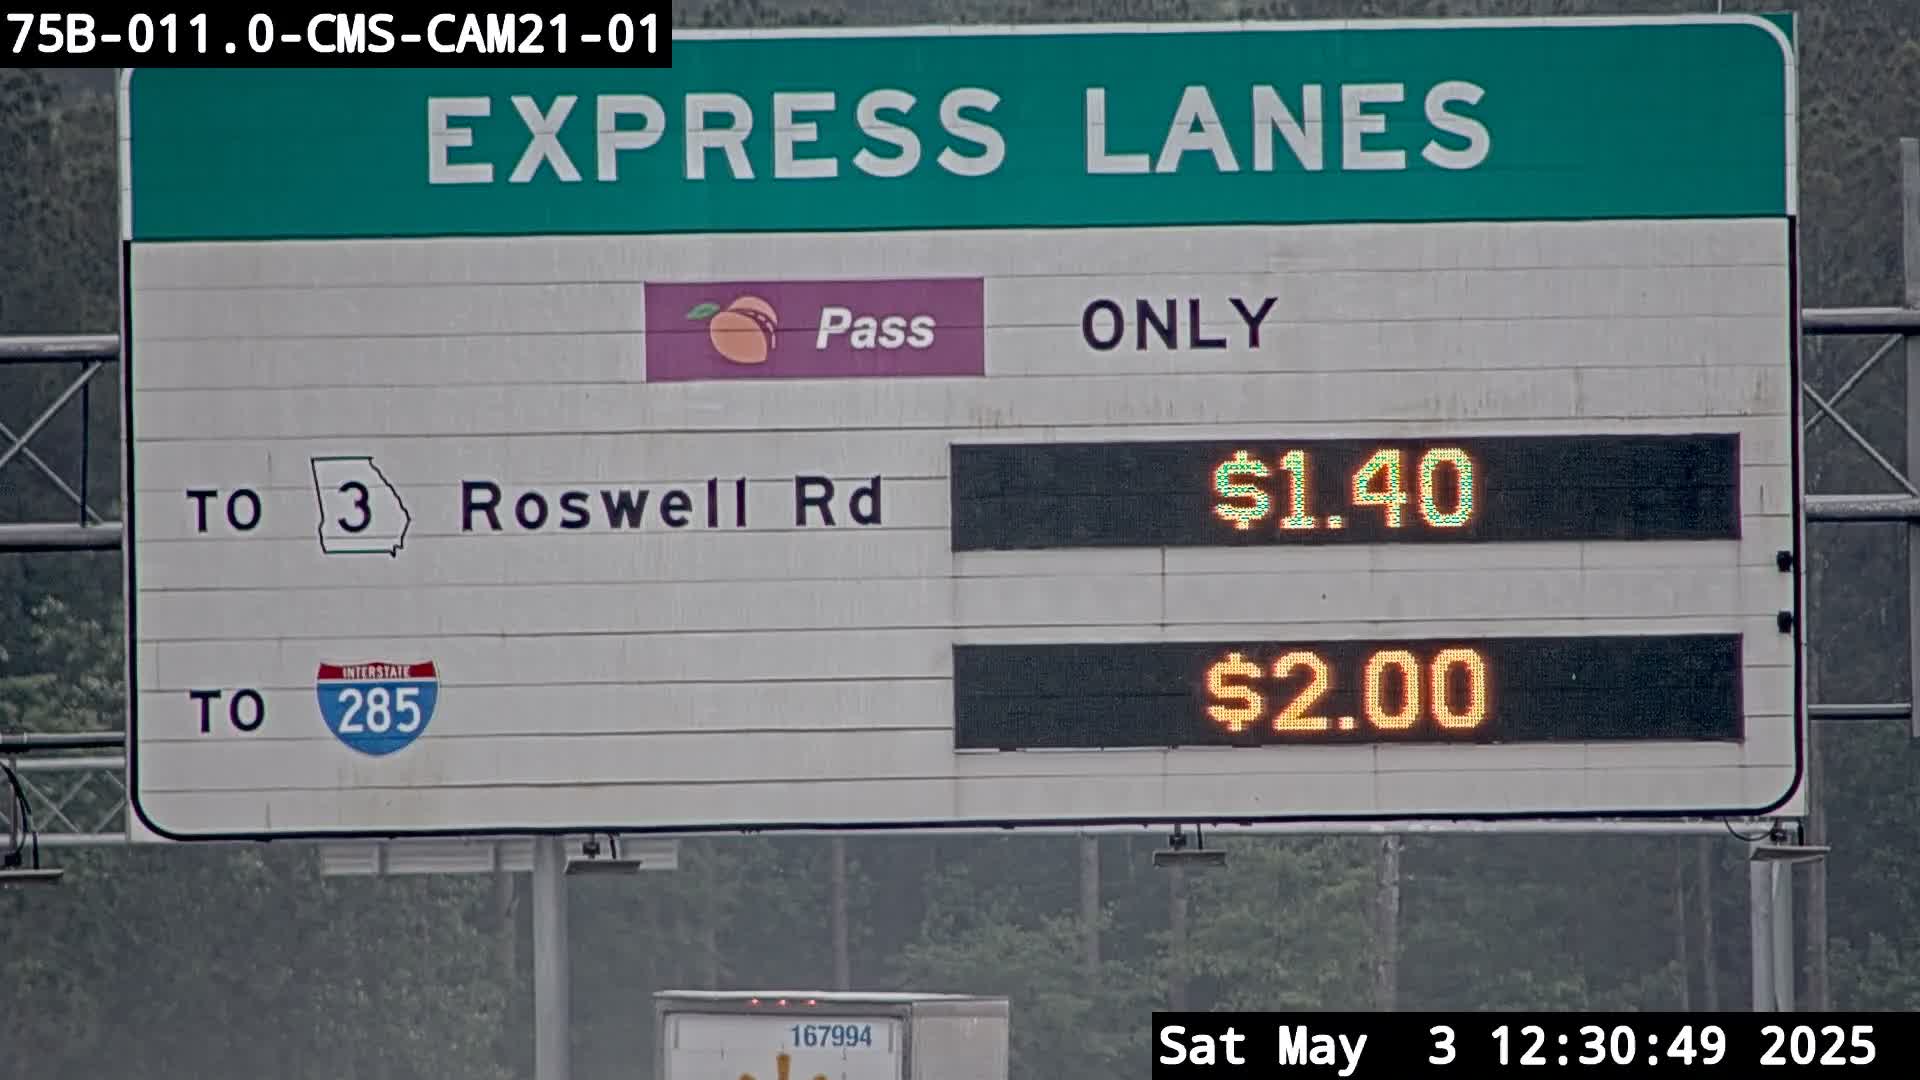 75B-011.0-CMS-CAM21-01
EXPRESS LANES
Pass ONLY
TO 3 Roswell Rd $1.40
INTERSTATE
TO 285 $2.00
167994
Sat May 3 12:30:49 2025